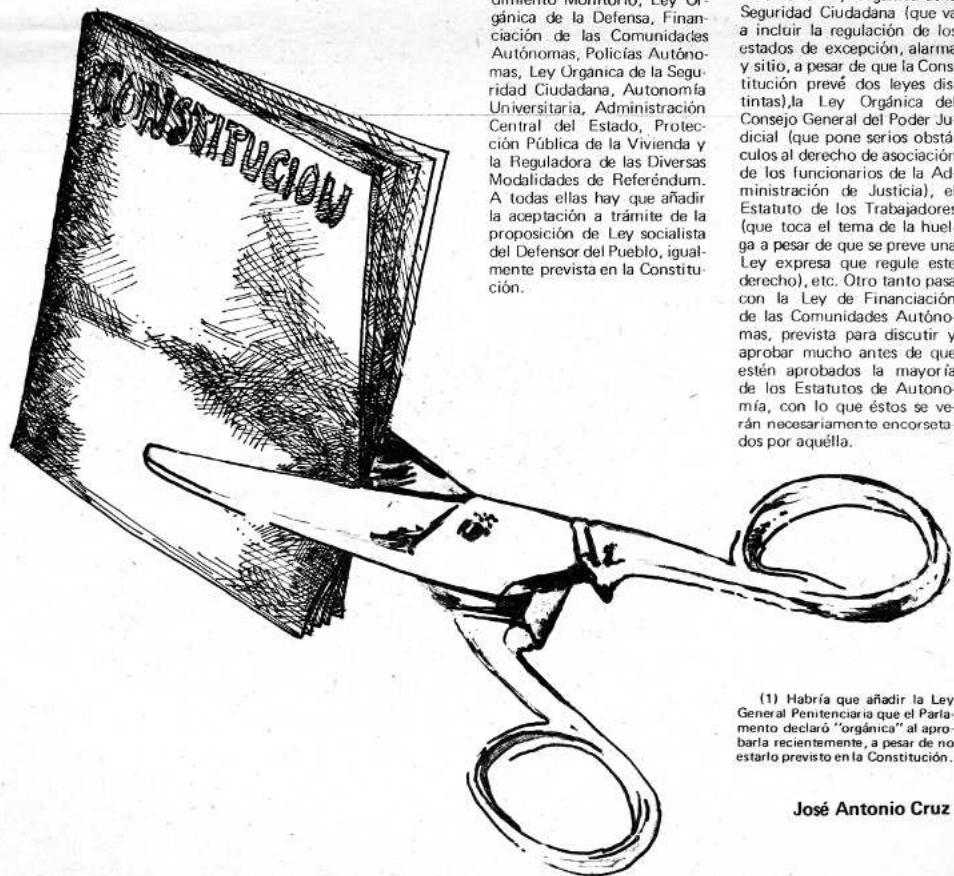 CONSTITUCION
dimiento Monitorio, Ley Or-
gánica de la Defensa, Finan-
ciación de las Comunidades
Autónomas, Policías Autóno-
mas, Ley Orgánica de la Segu-
ridad Ciudadana, Autonomía
Universitaria, Administración
Central del Estado, Protec-
ción Pública de la Vivienda y
la Reguladora de las Diversas
Modalidades de Referéndum.
A todas ellas hay que añadir
la aceptación a trámite de la
proposición de Ley socialista
del Defensor del Pueblo, igual-
mente prevista en la Constitu-
ción.
Seguridad Ciudadana (que va
a incluir la regulación de los
estados de excepción, alarma
y sitio, a pesar de que la Cons-
titución prevé dos leyes dis-
tintas),la Ley Orgánica del
Consejo General del Poder Ju-
dicial (que pone serios obstá-
culos al derecho de asociación
de los funcionarios de la Ad-
ministración de Justicia), el
Estatuto de los Trabajadores
(que toca el tema de la huel-
ga a pesar de que se preve una
Ley expresa que regule este
derecho), etc. Otro tanto pasa
con la Ley de Financiación
de las Comunidades Autóno-
mas, prevista para discutir y
aprobar mucho antes de que
estén aprobados la mayoría
de los Estatutos de Autono-
mía, con lo que éstos se ve-
rán necesariamente encorseta-
dos por aquélla.
(1) Habría que añadir la Ley
General Penitenciaria que el Parla-
mento declaró "orgánica" al apro-
barla recientemente, a pesar de no
estarlo previsto en la Constitución.
José Antonio Cruz